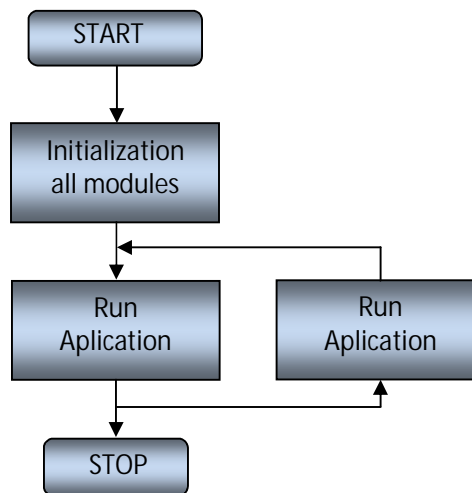 START
Initialization
all modules
Run
Aplication
Run
Aplication
STOP